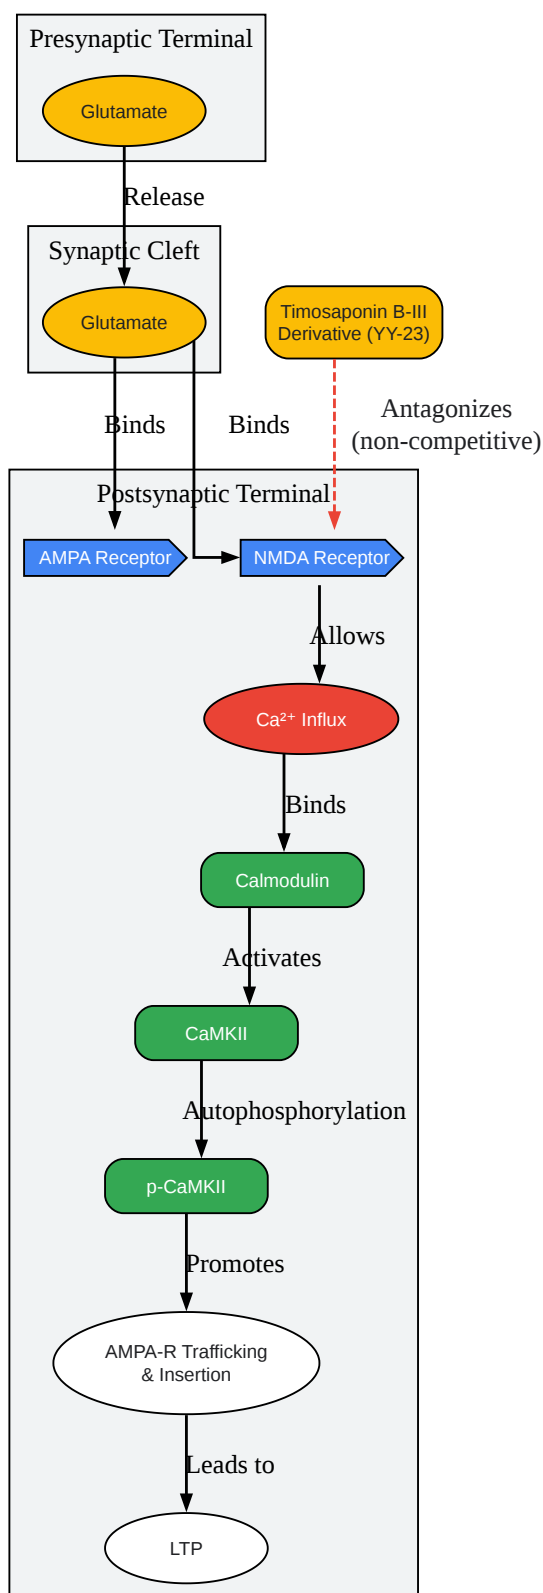 Presynaptic Terminal
Glutamate
Release
Synaptic Cleft
Glutamate
Timosaponin B-III
Derivative (YY-23)
Binds
Binds
Antagonizes
(non-competitive)
Postsynaptic Terminal
AMPA Receptor
NMDA Receptor
Allows
Ca²⁺ Influx
Binds
Calmodulin
Activates
CaMKII
Autophosphorylation
p-CaMKII
Promotes
AMPA-R Trafficking
& Insertion
Leads to
LTP